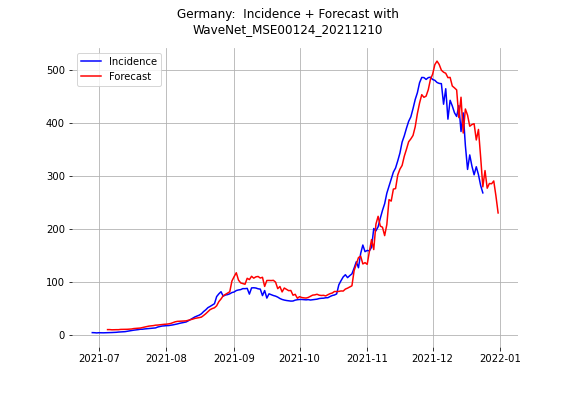 Germany:  Incidence + Forecast with
WaveNet_MSE00124_20211210
Incidence
Forecast
500
400
300
200
100
0
2021-07 2021-08 2021-09 2021-10 2021-11 2021-12 2022-01